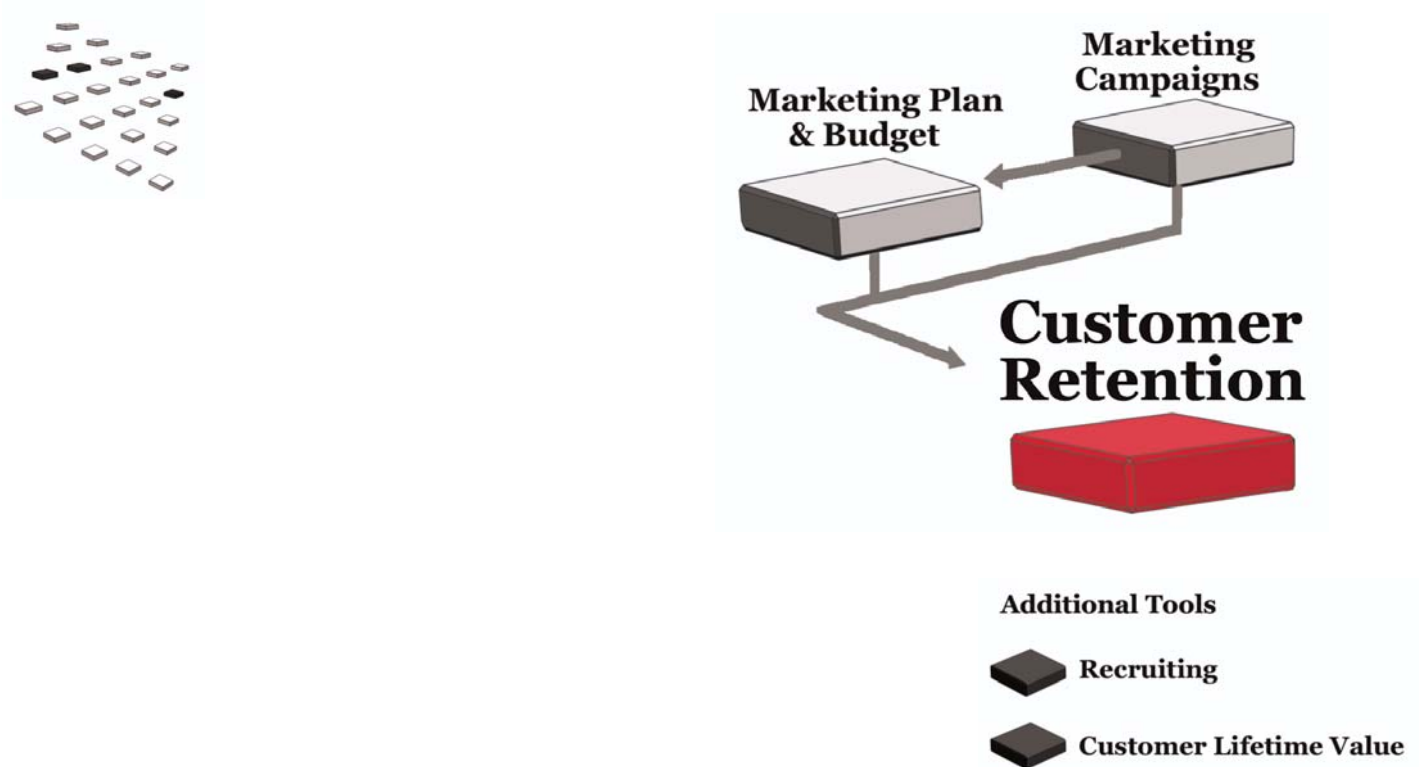 Marketing
Campaigns
Marketing Plan
& Budget
Customer
Retention
Additional Tools
Recruiting
Customer Lifetime Value